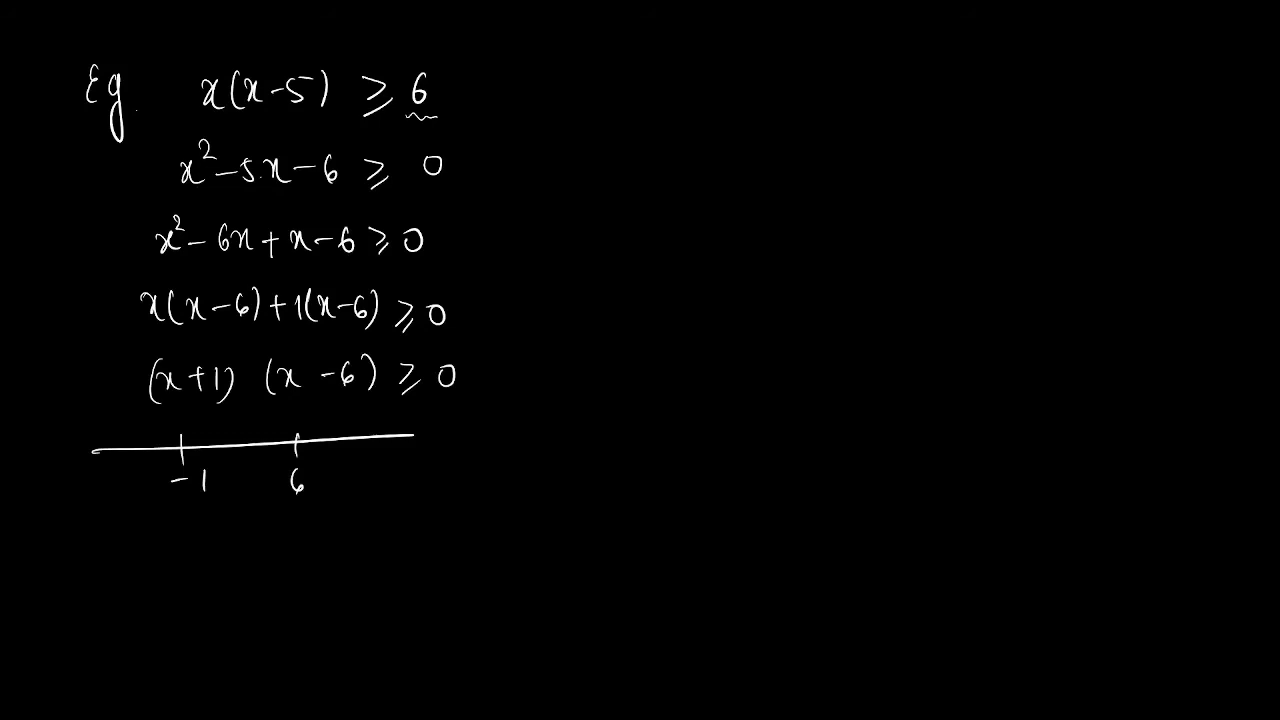 Eg. x(x-5) ⩾ 6
x² - 5x - 6 ⩾ 0
x² - 6x + x - 6 ⩾ 0
x(x-6) + 1(x-6) ⩾ 0
(x+1) (x-6) ⩾ 0
-1 6